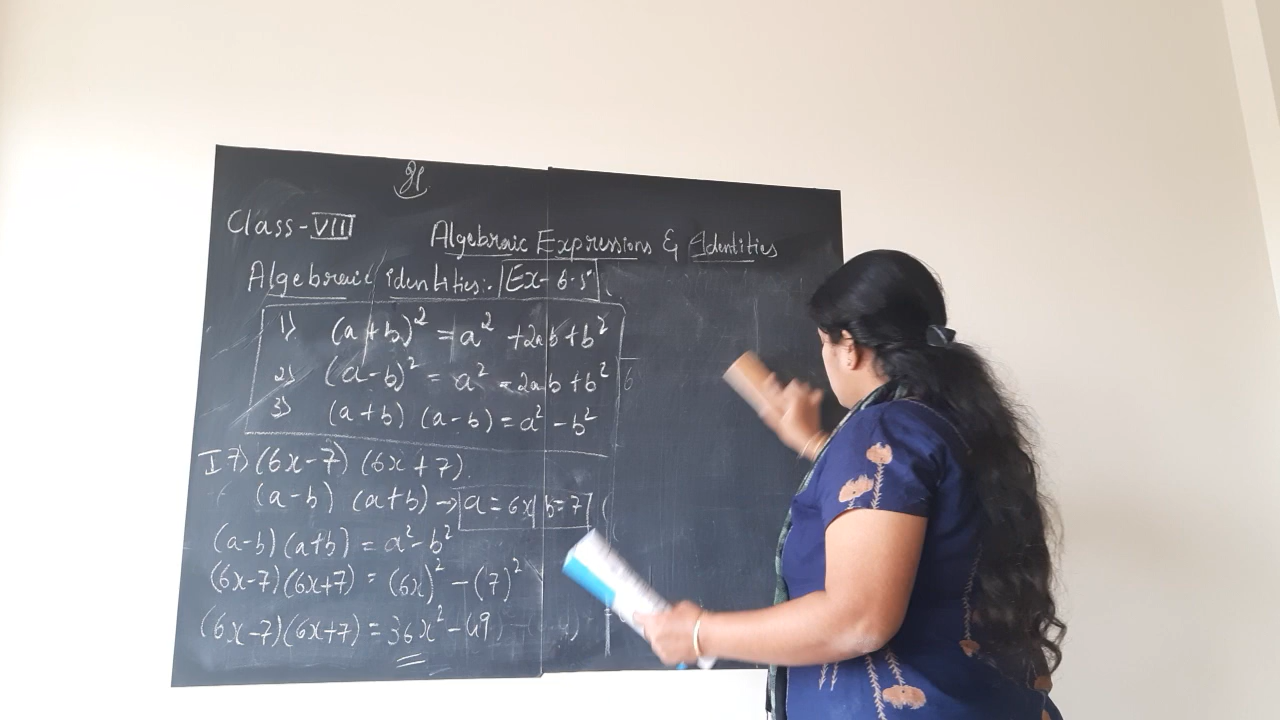 Class-VIII
Algebraic Expressions & Identities
Algebraic identities:- Ex-6.5
1) (a+b)² = a² +2ab+b²
2) (a-b)² = a² -2ab+b²
3) (a+b) (a-b) = a² - b²
I 7) (6x-7) (6x+7).
(a-b) (a+b) → a=6x b=7
(a-b) (a+b) = a²-b²
(6x-7)(6x+7) = (6x)² - (7)²
(6x-7)(6x+7) = 36x² - 49